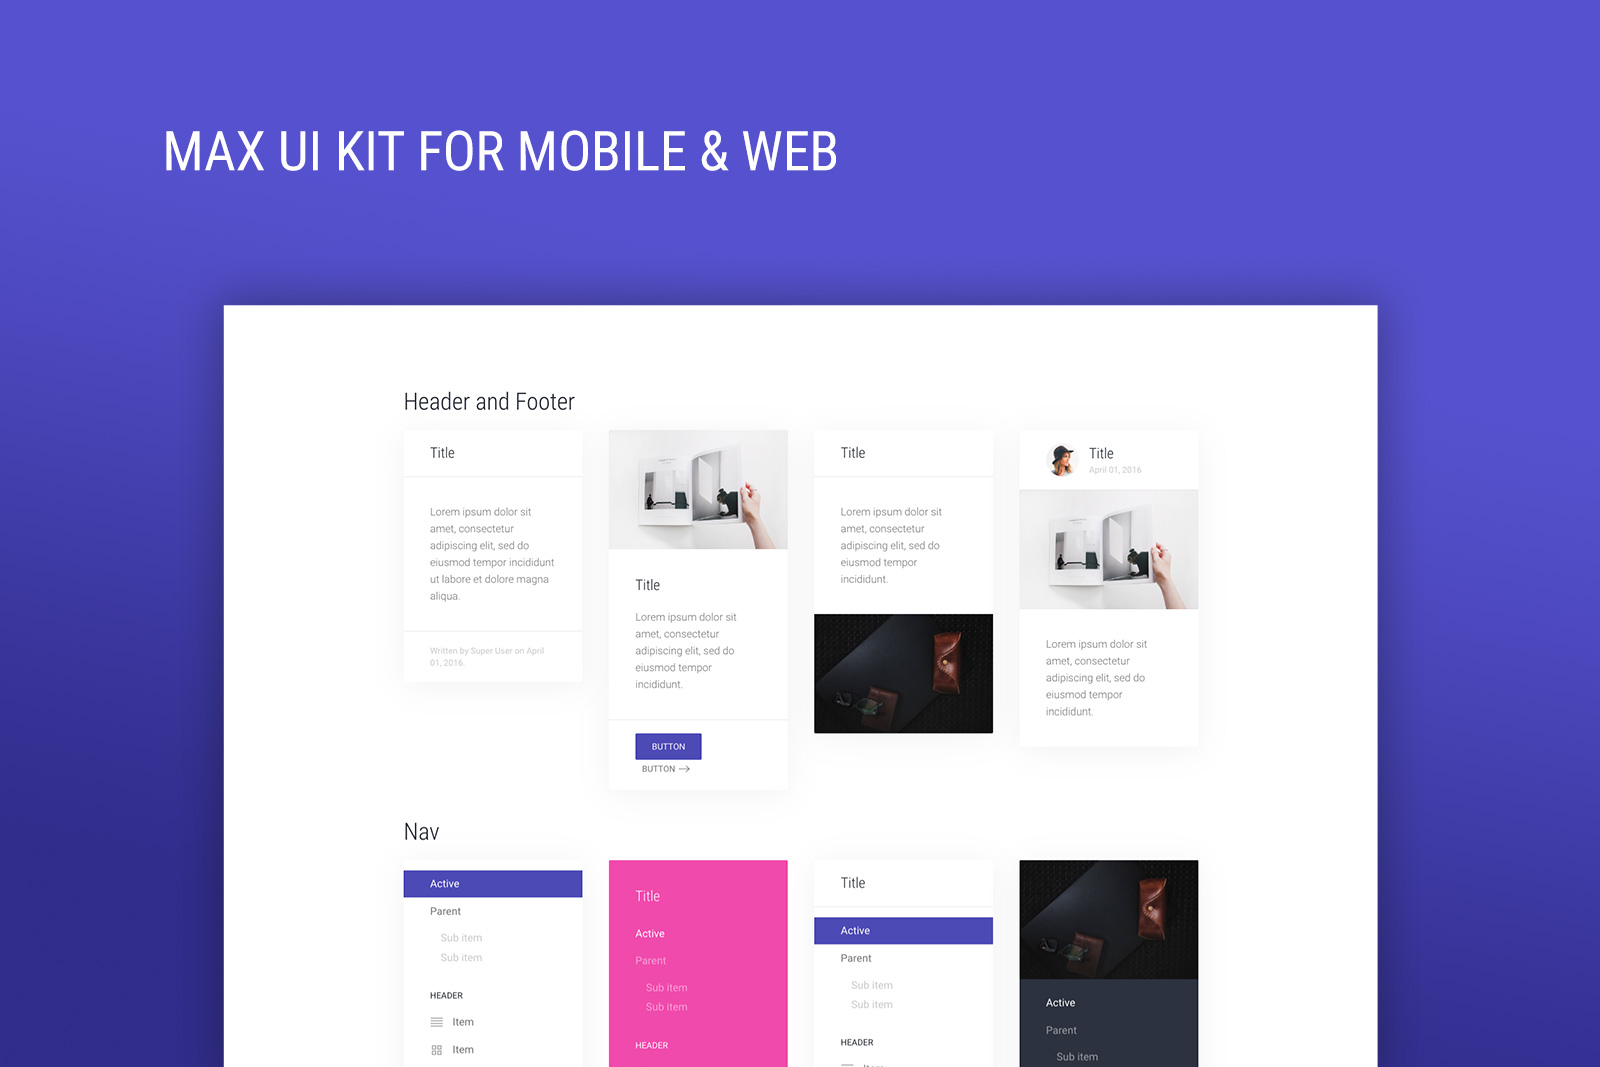 MAX UI KIT FOR MOBILE & WEB
Header and Footer
Title
Lorem ipsum dolor sit
amet, consectetur
adipiscing elit, sed do
eiusmod tempor incididunt
ut labore et dolore magna
aliqua.
Written by Super User on April
01, 2016.
Title
Lorem ipsum dolor sit
amet, consectetur
adipiscing elit, sed do
eiusmod tempor
incididunt.
BUTTON
BUTTON
Title
Lorem ipsum dolor sit
amet, consectetur
adipiscing elit, sed do
eiusmod tempor
incididunt.
Title
April 01, 2016
Lorem ipsum dolor sit
amet, consectetur
adipiscing elit, sed do
eiusmod tempor
incididunt.
Nav
Active
Parent
Sub item
Sub item
HEADER
Item
Item
Title
Active
Parent
Sub item
Sub item
HEADER
Title
Active
Parent
Sub item
Sub item
HEADER
Active
Parent
Sub item